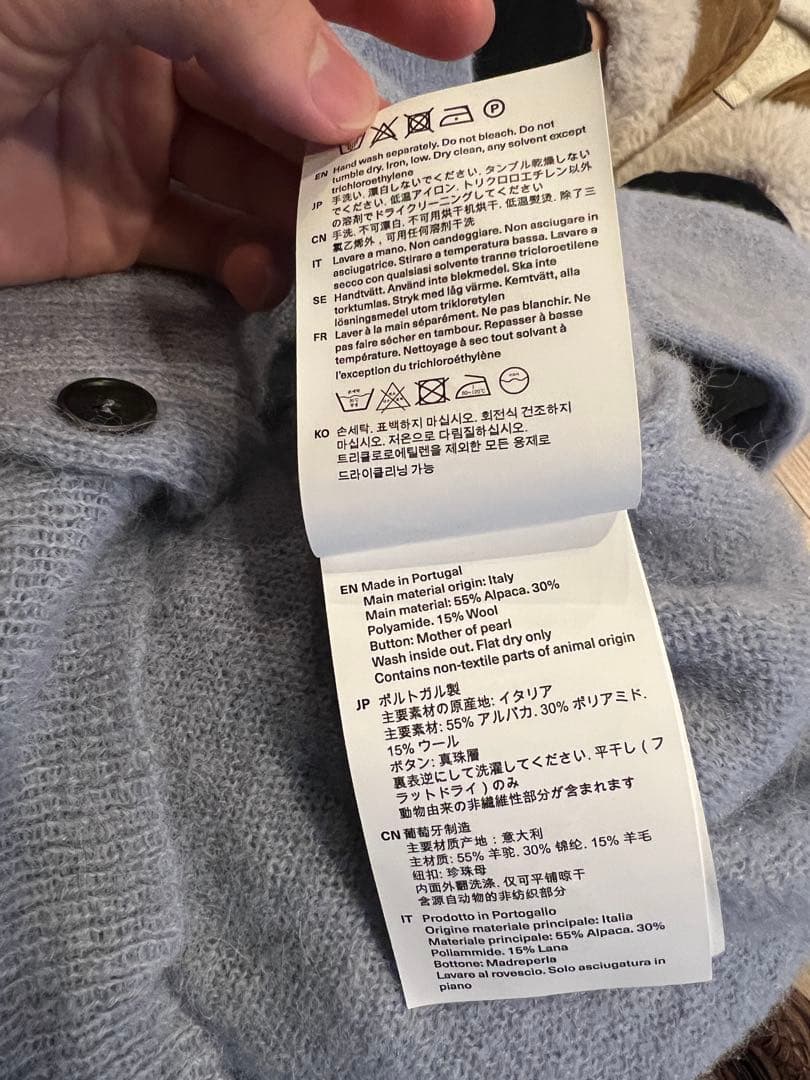 P
EN Hand wash separately. Do not bleach. Do not
tumble dry. Iron, low. Dry clean, any solvent except
trichloroethylene
JP 手洗い. 漂白しないでください. タンブル乾燥しない
でください. 低温アイロン. トリクロロエチレン以外
の溶剤でドライクリーニングしてください
CN 手洗. 不可漂白. 不可用烘干机烘干. 低温熨烫. 除了三
氯乙烯外，可用任何溶剂干洗
IT Lavare a mano. Non candeggiare. Non asciugare in
asciugatrice. Stirare a temperatura bassa. Lavare a
secco con qualsiasi solvente tranne tricloroetilene
SE Handtvätt. Använd inte blekmedel. Ska inte
torktumlas. Stryk med låg värme. Kemtvätt, alla
lösningsmedel utom trikloretylen
FR Laver à la main séparément. Ne pas blanchir. Ne
pas faire sécher en tambour. Repasser à basse
température. Nettoyage à sec tout solvant à
l'exception du trichloroéthylène
KO 손세탁. 표백하지 마십시오. 회전식 건조하지
마십시오. 저온으로 다림질하십시오.
트리클로로에틸렌을 제외한 모든 용제로
드라이클리닝 가능
EN Made in Portugal
Main material origin: Italy
Main material: 55% Alpaca. 30%
Polyamide. 15% Wool
Button: Mother of pearl
Wash inside out. Flat dry only
Contains non-textile parts of animal origin
JP ポルトガル製
主要素材の原産地: イタリア
主要素材: 55% アルパカ. 30% ポリアミド.
15% ウール
ボタン: 真珠層
裏表逆にして洗濯してください. 平干し ( フ
ラットドライ ) のみ
動物由来の非繊維性部分が含まれます
CN 葡萄牙制造
主要材质产地：意大利
主材质: 55% 羊驼. 30% 锦纶. 15% 羊毛
纽扣: 珍珠母
内面外翻洗涤. 仅可平铺晾干
含源自动物的非纺织部分
IT Prodotto in Portogallo
Origine materiale principale: Italia
Materiale principale: 55% Alpaca. 30%
Poliammide. 15% Lana
Bottone: Madreperla
Lavare al rovescio. Solo asciugatura in
piano